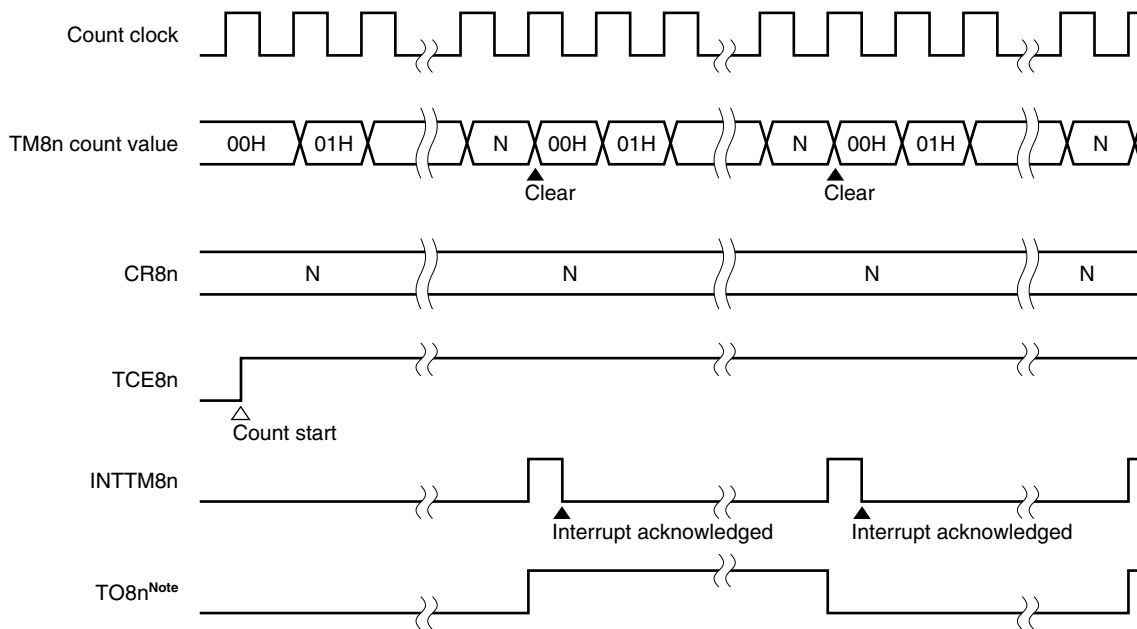 Count clock
TM8n count value 00H 01H N 00H 01H N 00H 01H N
Clear Clear
CR8n N N N N
TCE8n
Count start
INTTM8n
Interrupt acknowledged Interrupt acknowledged
TO8nNote